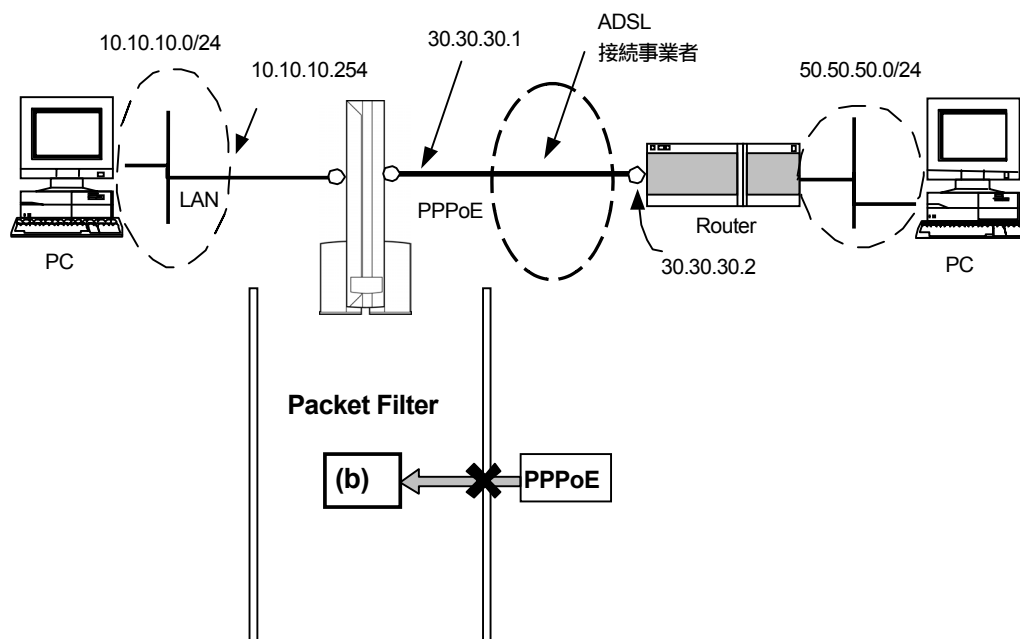 10.10.10.0/24
10.10.10.254
30.30.30.1
ADSL
接続事業者
50.50.50.0/24
LAN
PPPoE
Router
PC
30.30.30.2
PC
Packet Filter
(b)
PPPoE